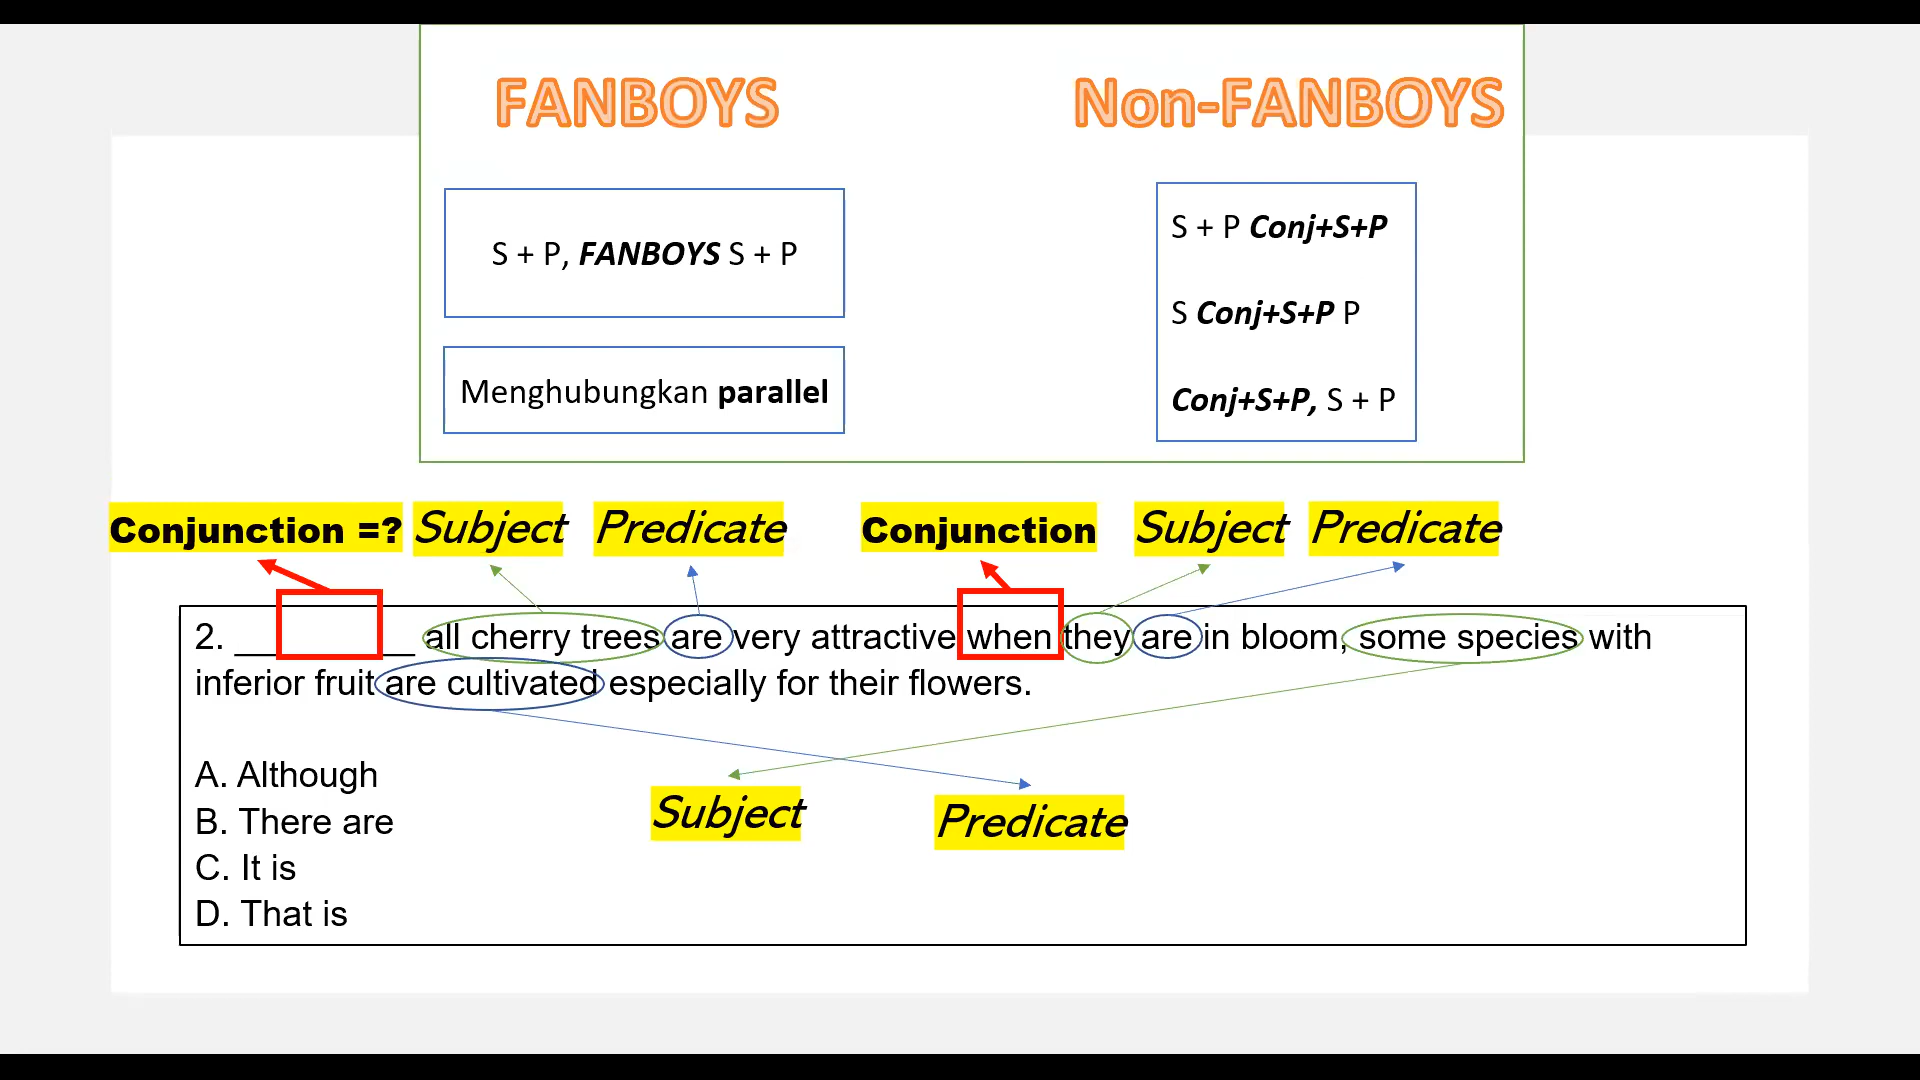 FANBOYS
Non-FANBOYS
S + P, FANBOYS S + P
Menghubungkan parallel
S + P Conj+S+P
S Conj+S+P P
Conj+S+P, S + P
Conjunction =? Subject Predicate Conjunction Subject Predicate
2. _________ all cherry trees are very attractive when they are in bloom, some species with
inferior fruit are cultivated especially for their flowers.
A. Although
B. There are
C. It is
D. That is
Subject
Predicate